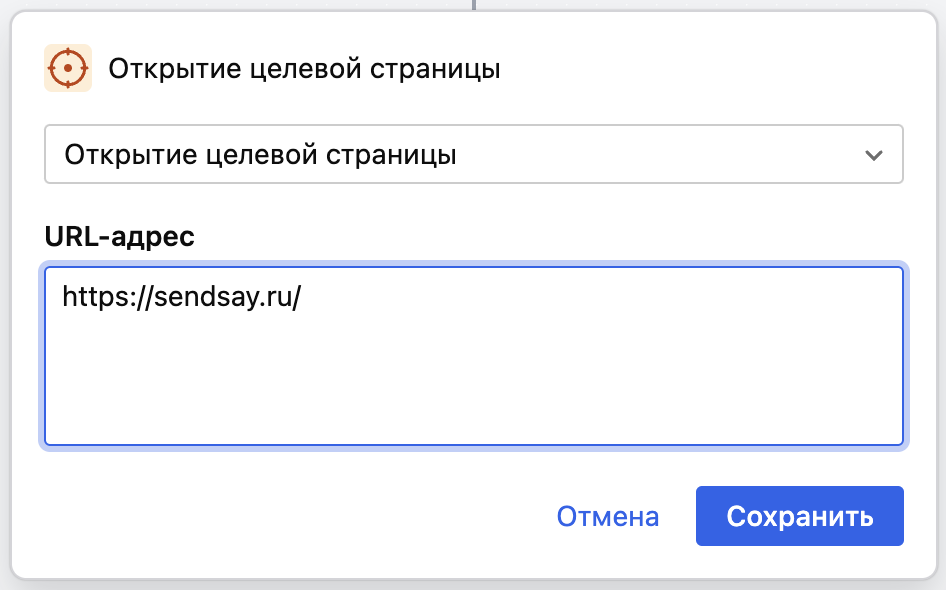 Открытие целевой страницы
Открытие целевой страницы
URL-адрес
https://sendsay.ru/
Отмена
Сохранить